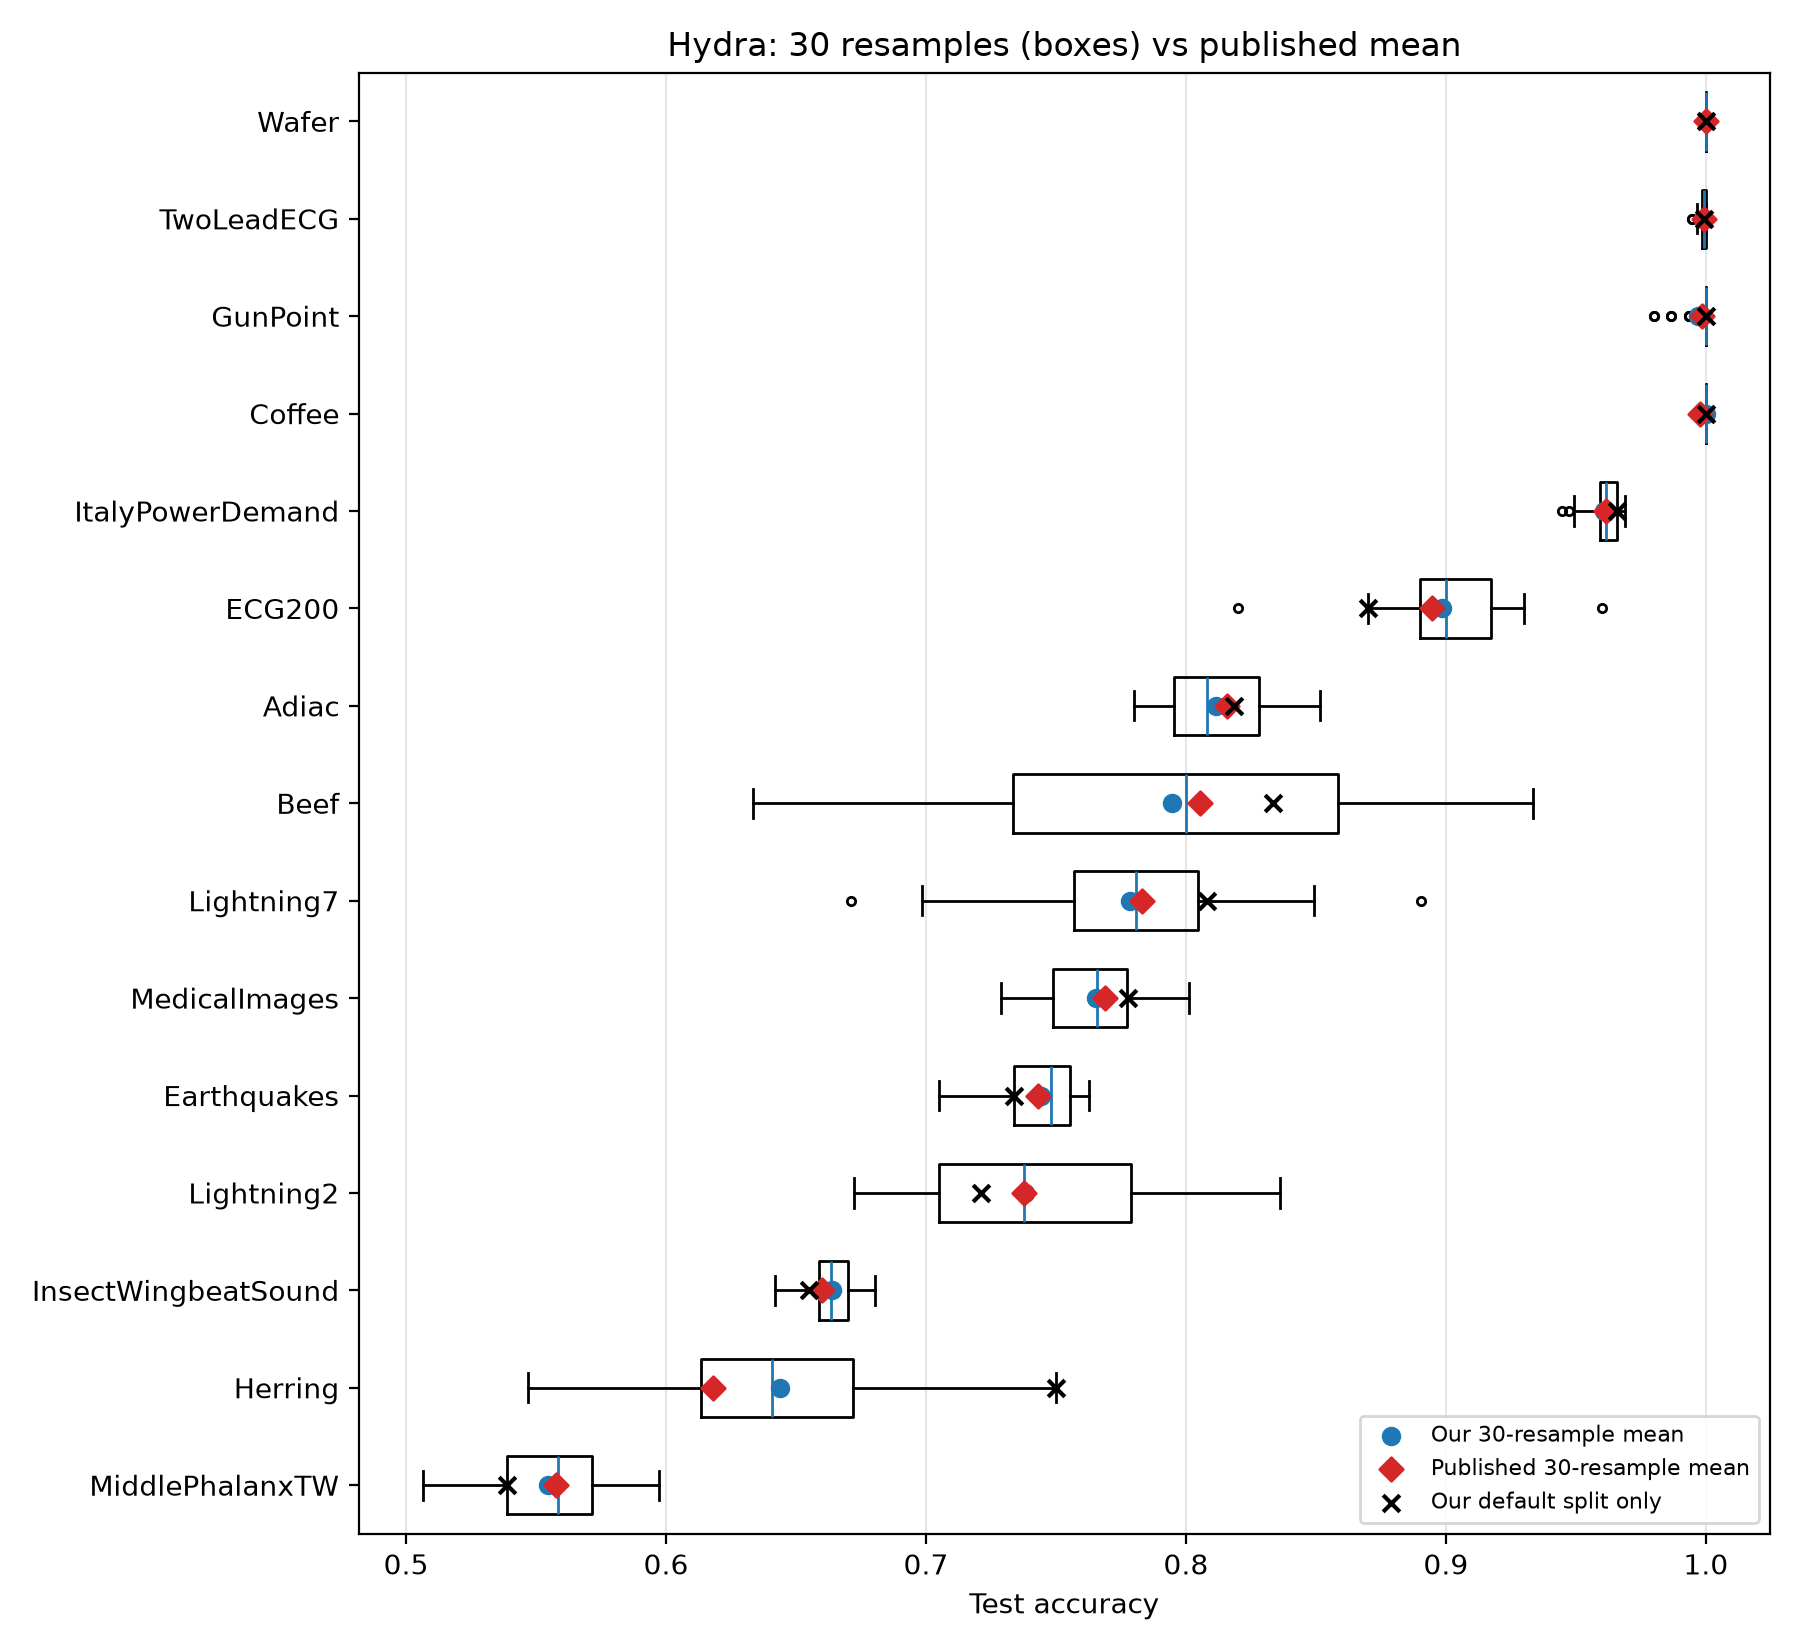 Hydra: 30 resamples (boxes) vs published mean
Wafer
TwoLeadECG
GunPoint
Coffee
ItalyPowerDemand
ECG200
Adiac
Beef
Lightning7
MedicalImages
Earthquakes
Lightning2
InsectWingbeatSound
Herring
MiddlePhalanxTW
Our 30-resample mean
Published 30-resample mean
Our default split only
0.5 0.6 0.7 0.8 0.9 1.0
Test accuracy